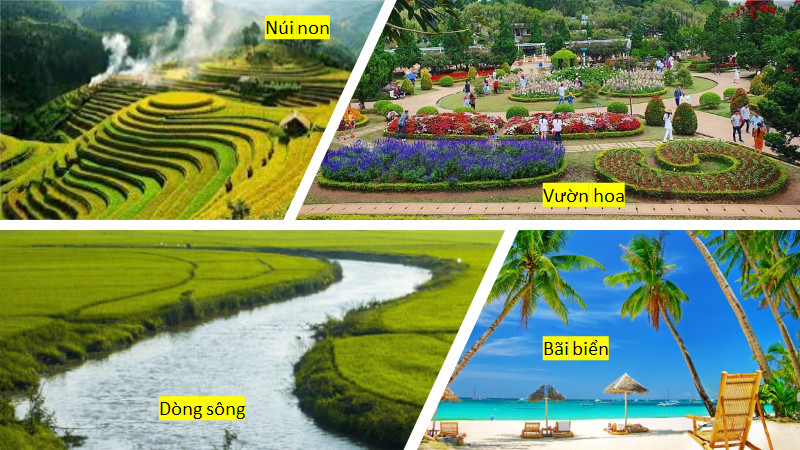 Núi non
Vườn hoa
Dòng sông
Bãi biển